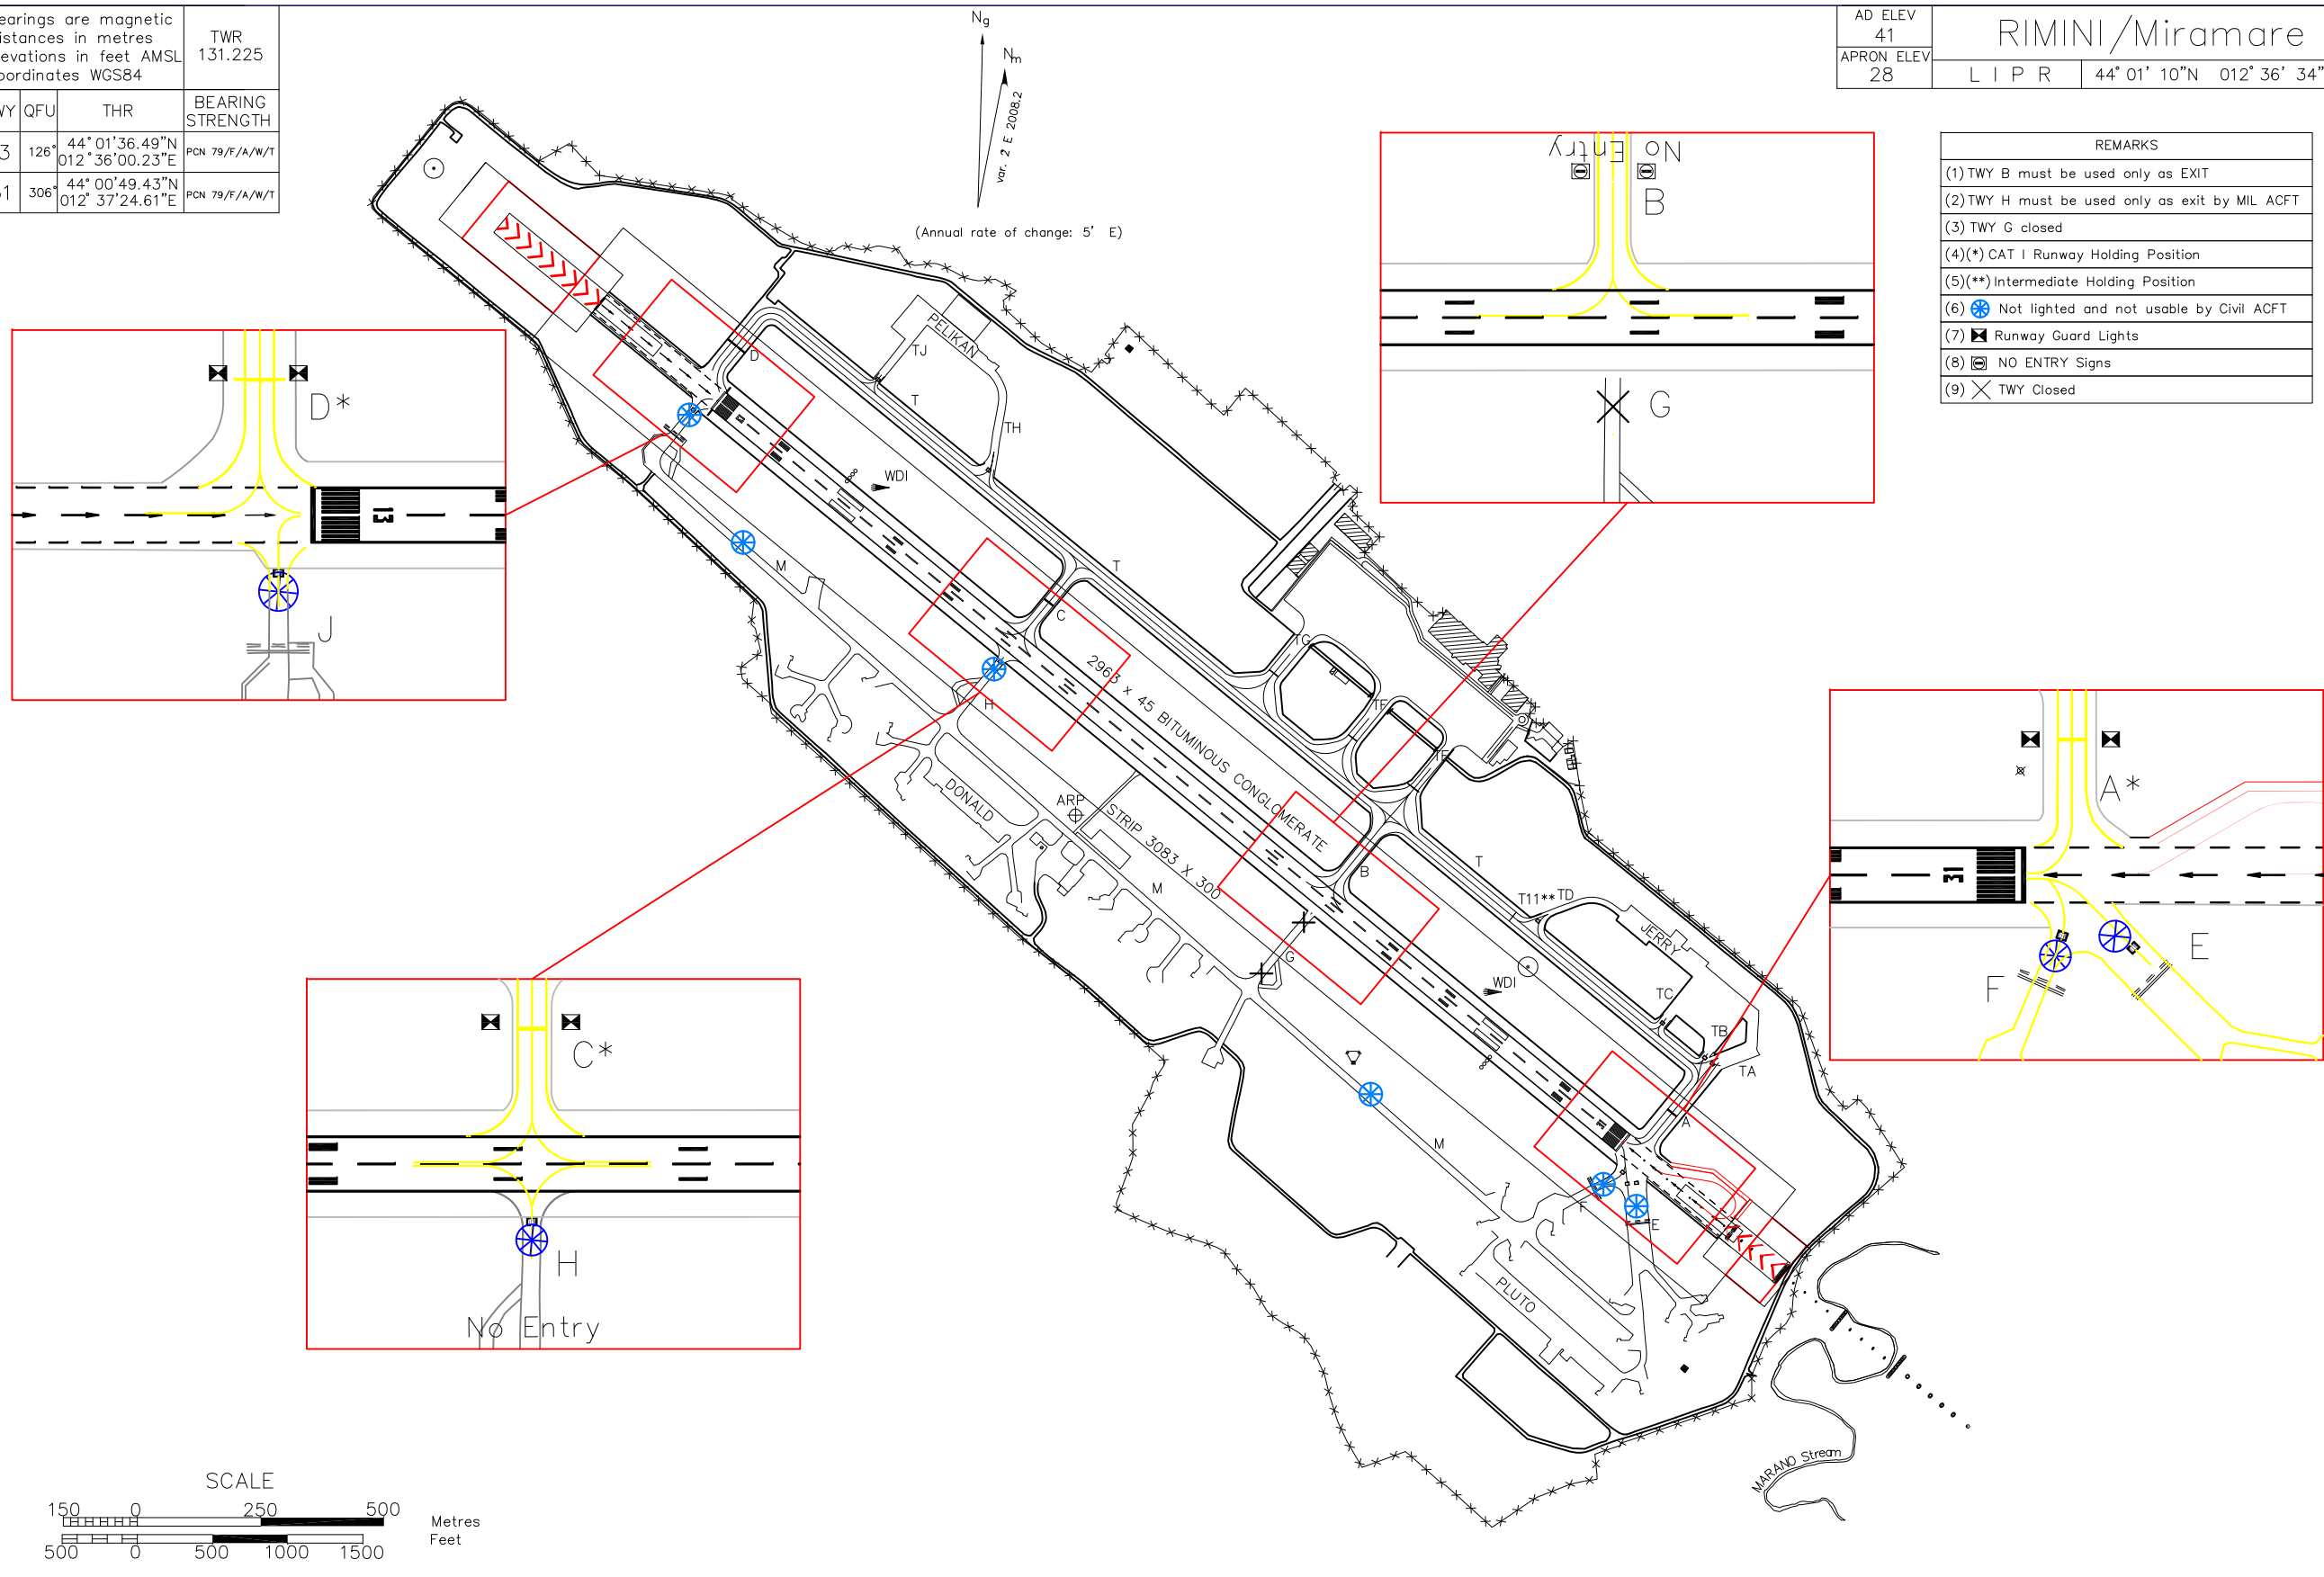 earings are magnetic
istances in metres
evations in feet AMSL
oordinates WGS84
TWR
131.225
WY QFU THR BEARING STRENGTH
3 126° 44° 01'36.49"N 012° 36'00.23"E PCN 79/F/A/W/T
31 306° 44° 00'49.43"N 012° 37'24.61"E PCN 79/F/A/W/T
Ng
Nm
var. 2 E 2008.2
(Annual rate of change: 5' E)
AD ELEV
41
APRON ELEV
28
RIMINI/Miramare
L I P R
44° 01' 10"N 012° 36' 34"
REMARKS
(1) TWY B must be used only as EXIT
(2) TWY H must be used only as exit by MIL ACFT
(3) TWY G closed
(4)(*) CAT I Runway Holding Position
(5)(**) Intermediate Holding Position
(6) Not lighted and not usable by Civil ACFT
(7) Runway Guard Lights
(8) NO ENTRY Signs
(9) TWY Closed
No Entry
B
G
D*
13
J
A*
31
E
F
C*
H
No Entry
PELIKAN
TJ
T
TH
D
13
WDI
M
T
C
H
2963 x 45 BITUMINOUS CONGLOMERATE
TG
TF
TE
DONALD
ARP
STRIP 3083 X 300
M
B
G
T
T11** TD
JERRY
WDI
TC
TB
TA
A
31
M
F
E
PLUTO
MARANO Stream
SCALE
150 0 250 500
Metres
Feet
500 0 500 1000 1500